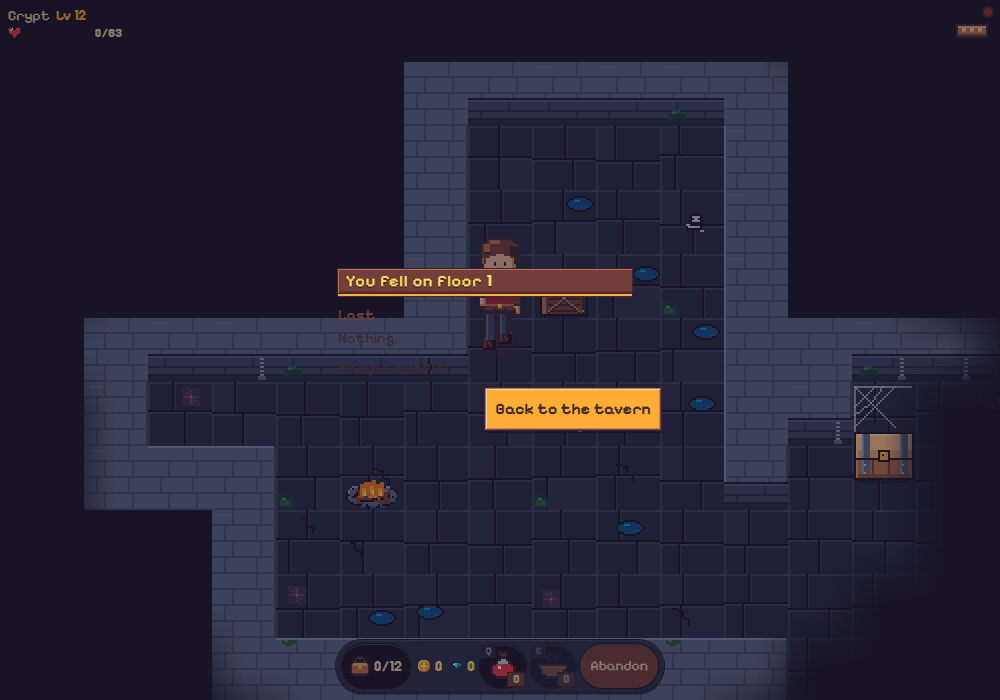 Crypt Lv 12
0/63
You fell on floor 1
Lost
Nothing.
Back to the tavern
0/12
0
0
Q
0
E
0
Abandon